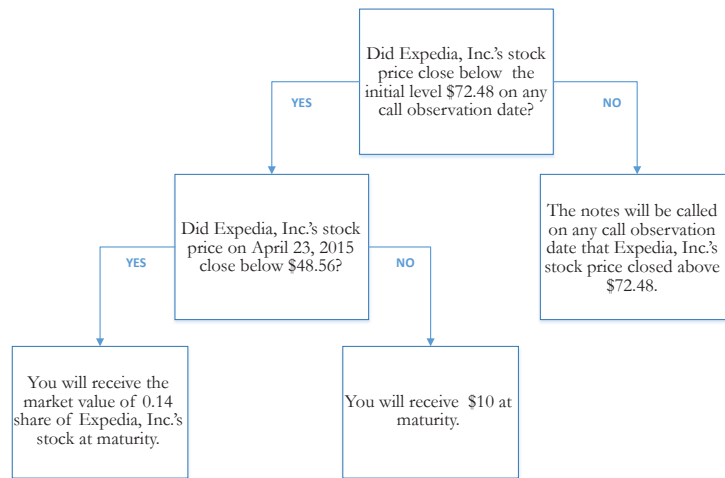 Did Expedia, Inc.'s stock
price close below the
initial level $72.48 on any
call observation date?
YES
NO
Did Expedia, Inc.'s stock
price on April 23, 2015
close below $48.56?
The notes will be called
on any call observation
date that Expedia, Inc.'s
stock price closed above
$72.48.
YES
NO
You will receive the
market value of 0.14
share of Expedia, Inc.'s
stock at maturity.
You will receive $10 at
maturity.